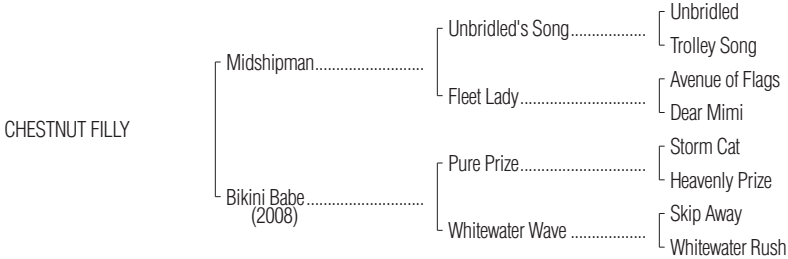 Unbridled
Unbridled's Song..................
Trolley Song
Midshipman.........................
Avenue of Flags
Fleet Lady.............................
Dear Mimi
CHESTNUT FILLY
Storm Cat
Pure Prize.............................
Heavenly Prize
Bikini Babe...........................
(2008)
Skip Away
Whitewater Wave .................
Whitewater Rush